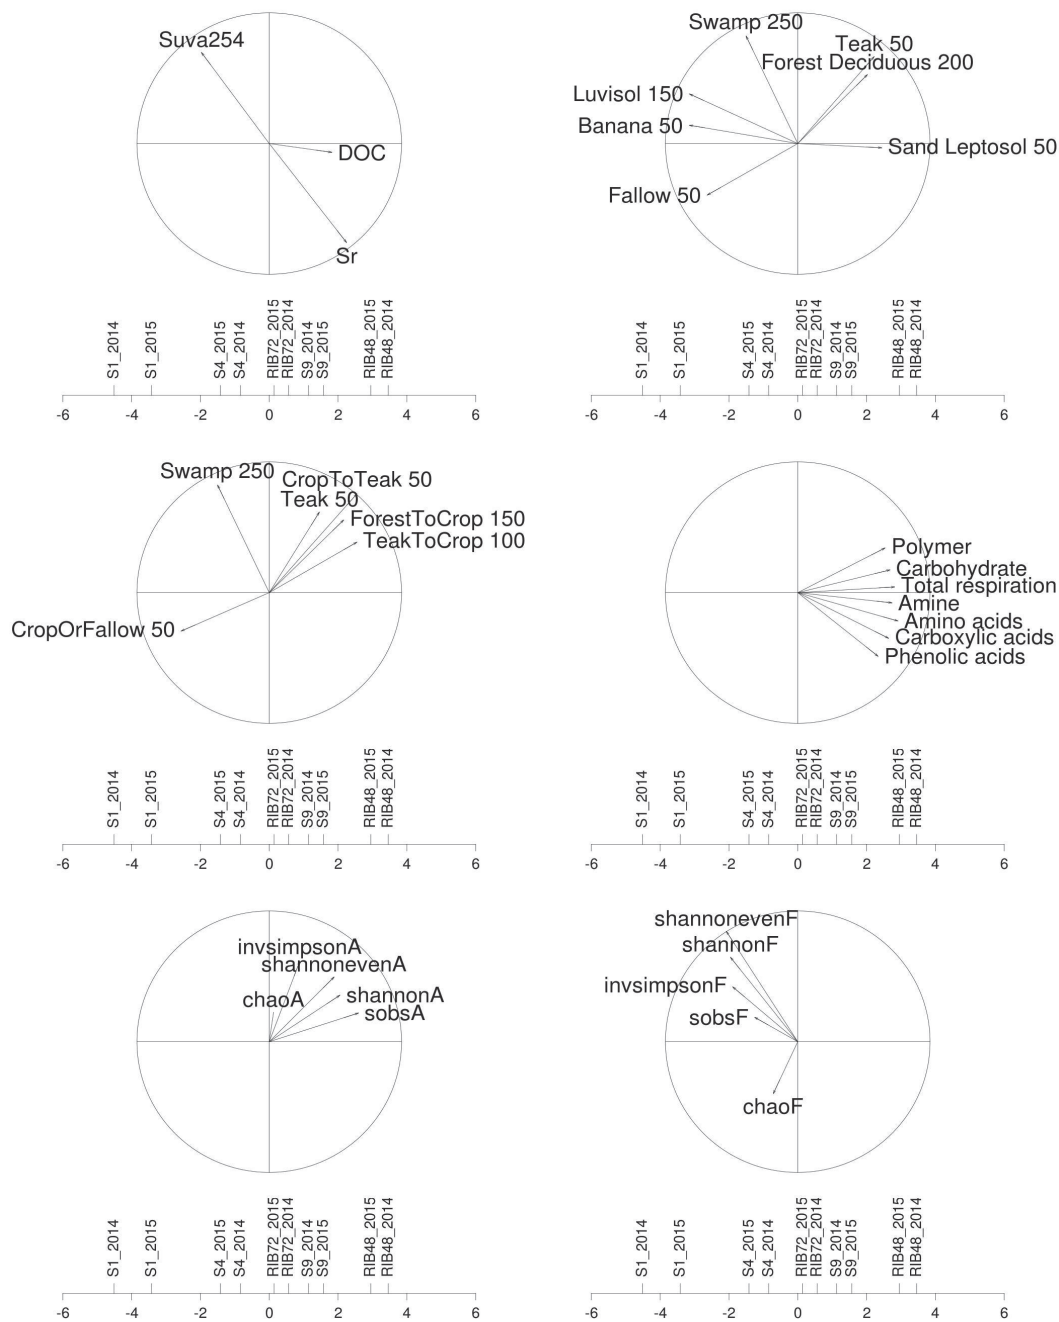 Suva254
DOC
Sr
S1_2014
S1_2015
S4_2015
S4_2014
RIB72_2015
RIB72_2014
S9_2014
S9_2015
RIB48_2015
RIB48_2014
-6 -4 -2 0 2 4 6
Swamp 250
Teak 50
Forest Deciduous 200
Luvisol 150
Banana 50
Sand Leptosol 50
Fallow 50
S1_2014
S1_2015
S4_2015
S4_2014
RIB72_2015
RIB72_2014
S9_2014
S9_2015
RIB48_2015
RIB48_2014
-6 -4 -2 0 2 4 6
Swamp 250
CropToTeak 50
Teak 50
ForestToCrop 150
TeakToCrop 100
CropOrFallow 50
S1_2014
S1_2015
S4_2015
S4_2014
RIB72_2015
RIB72_2014
S9_2014
S9_2015
RIB48_2015
RIB48_2014
-6 -4 -2 0 2 4 6
Polymer
Carbohydrate
Total respiration
Amine
Amino acids
Carboxylic acids
Phenolic acids
S1_2014
S1_2015
S4_2015
S4_2014
RIB72_2015
RIB72_2014
S9_2014
S9_2015
RIB48_2015
RIB48_2014
-6 -4 -2 0 2 4 6
invsimpsonA
shannonevenA
chaoA
shannonA
sobsA
S1_2014
S1_2015
S4_2015
S4_2014
RIB72_2015
RIB72_2014
S9_2014
S9_2015
RIB48_2015
RIB48_2014
-6 -4 -2 0 2 4 6
shannonevenF
shannonF
invsimpsonF
sobsF
chaoF
S1_2014
S1_2015
S4_2015
S4_2014
RIB72_2015
RIB72_2014
S9_2014
S9_2015
RIB48_2015
RIB48_2014
-6 -4 -2 0 2 4 6